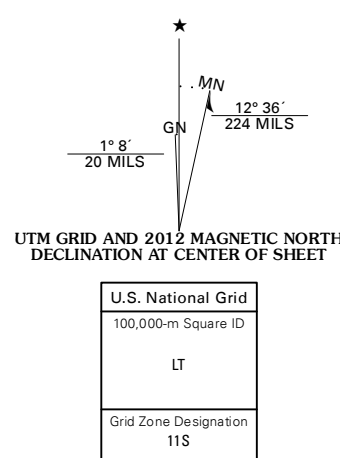 ★
MN
12° 36´
224 MILS
GN
1° 8´
20 MILS
UTM GRID AND 2012 MAGNETIC NORTH
DECLINATION AT CENTER OF SHEET
U.S. National Grid
100,000-m Square ID
LT
Grid Zone Designation
11S